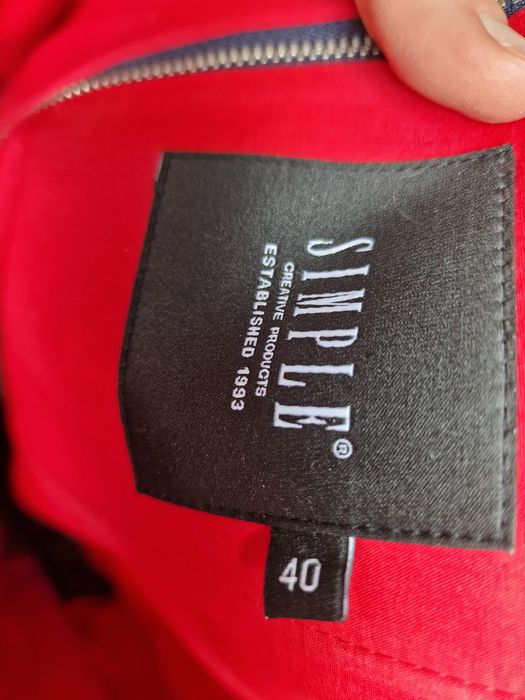 SIMPLE®
CREATIVE PRODUCTS
ESTABLISHED 1993
40